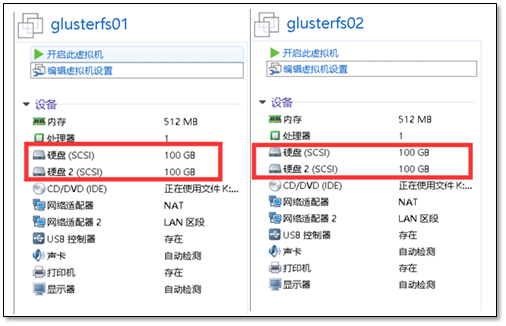 glusterfs01
开启此虚拟机
编辑虚拟机设置
设备
内存 512 MB
处理器 1
硬盘 (SCSI) 100 GB
硬盘 2 (SCSI) 100 GB
CD/DVD (IDE) 正在使用文件 K:...
网络适配器 NAT
网络适配器 2 LAN 区段
USB 控制器 存在
声卡 自动检测
打印机 存在
显示器 自动检测
glusterfs02
开启此虚拟机
编辑虚拟机设置
设备
内存 512 MB
处理器 1
硬盘 (SCSI) 100 GB
硬盘 2 (SCSI) 100 GB
CD/DVD (IDE) 正在使用文件 K:...
网络适配器 NAT
网络适配器 2 LAN 区段
USB 控制器 存在
声卡 自动检测
打印机 存在
显示器 自动检测